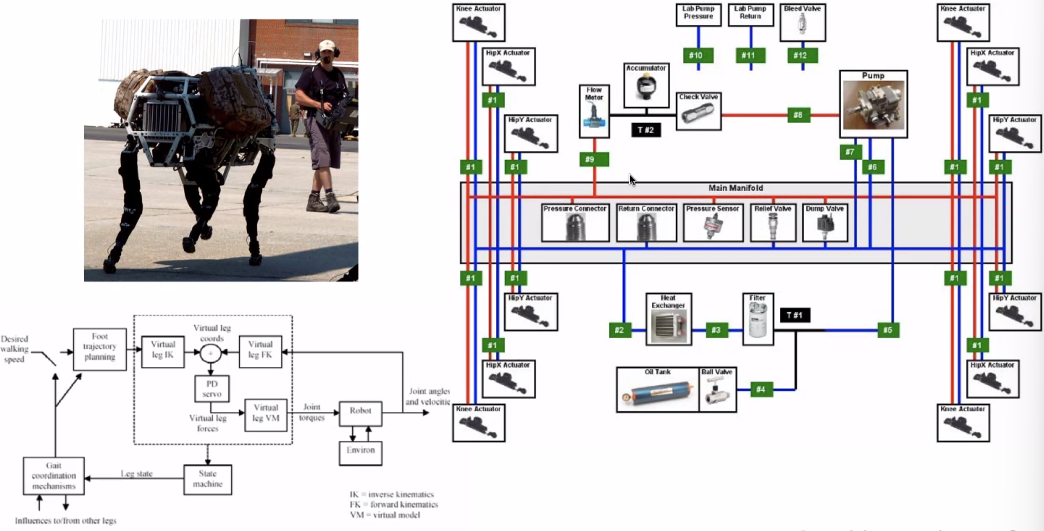 Knee Actuator
HipX Actuator
#1
HipY Actuator
#1
#1
Lab Pump
Pressure
#10
Lab Pump
Return
#11
Bleed Valve
#12
Accumulator
Flow
Meter
T #2
Check Valve
#8
Pump
#9
#7
#6
Knee Actuator
HipX Actuator
#1
HipY Actuator
#1
#1
Main Manifold
Pressure Connector
Return Connector
Pressure Sensor
Relief Valve
Dump Valve
#1
#1
HipY Actuator
#1
HipX Actuator
Knee Actuator
#2
Heat
Exchanger
#3
Filter
T #1
#5
Oil Tank
Ball Valve
#4
#1
#1
HipY Actuator
#1
HipX Actuator
Knee Actuator
Desired
walking
speed
Foot
trajectory
planning
Virtual
leg IK
Virtual leg
coords
+
-
Virtual
leg FK
PD
servo
Virtual leg
forces
Virtual
leg VM
Joint
torques
Robot
Joint angles
and velocitie
Environ
Gait
coordination
mechanisms
Leg state
State
machine
Influences to/from other legs
IK = inverse kinematics
FK = forward kinematics
VM = virtual model